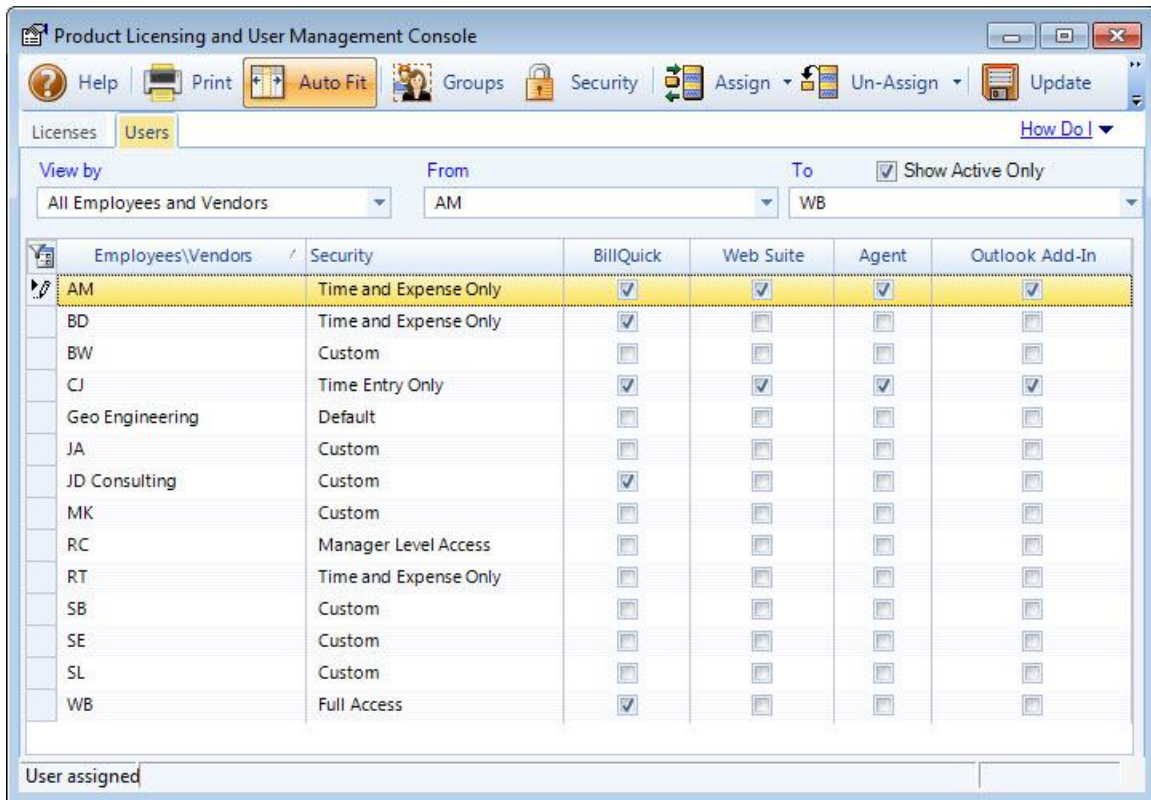 Product Licensing and User Management Console
Help Print Auto Fit Groups Security Assign Un-Assign Update
Licenses Users How Do I
View by From To Show Active Only
All Employees and Vendors AM WB
Employees\Vendors Security BillQuick Web Suite Agent Outlook Add-In
AM Time and Expense Only
BD Time and Expense Only
BW Custom
CJ Time Entry Only
Geo Engineering Default
JA Custom
JD Consulting Custom
MK Custom
RC Manager Level Access
RT Time and Expense Only
SB Custom
SE Custom
SL Custom
WB Full Access
User assigned